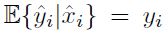 𝔼{ŷᵢ|x̂ᵢ} = yᵢ